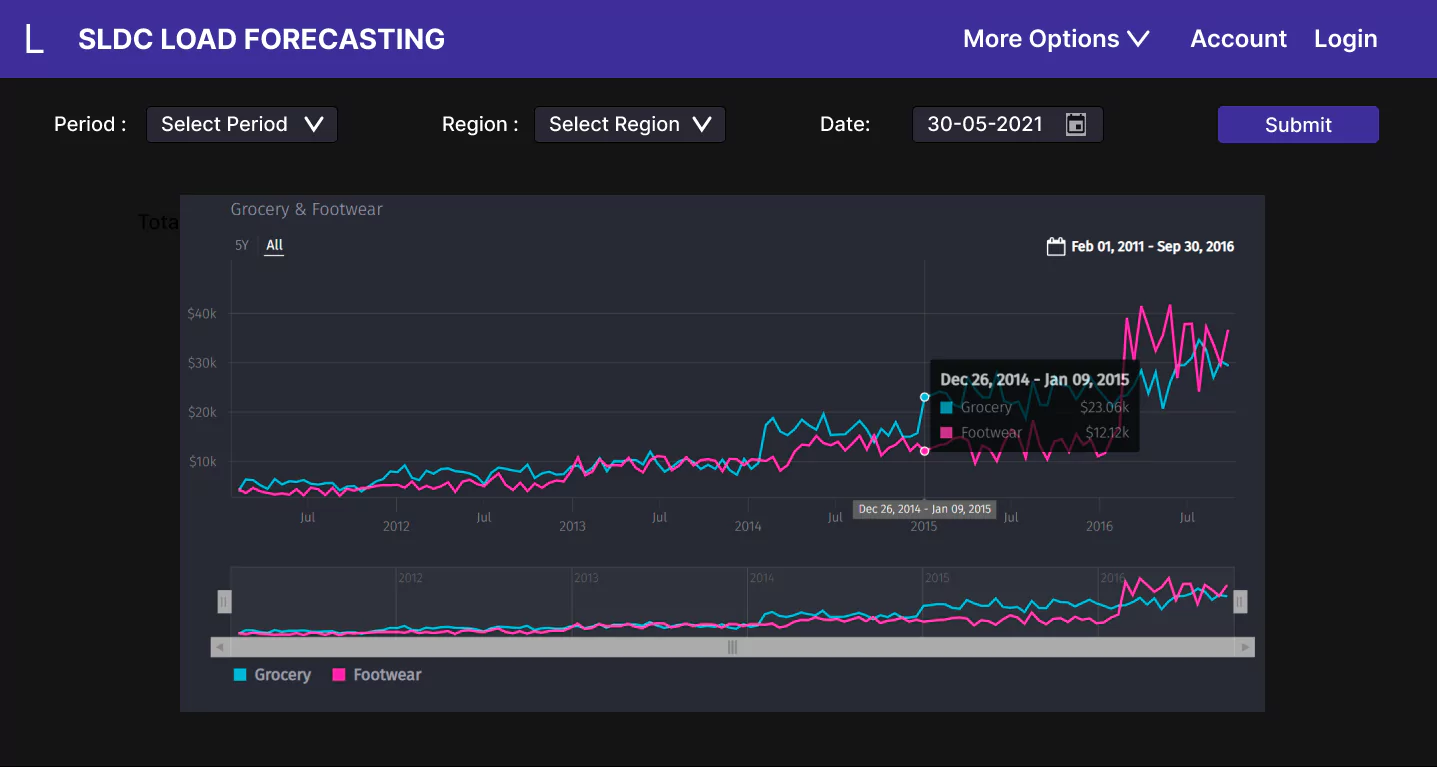 L SLDC LOAD FORECASTING More Options Account Login
Period : Select Period Region : Select Region Date: 30-05-2021 Submit
Grocery & Footwear
Tota
5Y All Feb 01, 2011 - Sep 30, 2016
$40k
$30k
$20k
$10k
Dec 26, 2014 - Jan 09, 2015
Grocery $23.06k
Footwear $12.12k
Dec 26, 2014 - Jan 09, 2015
Jul 2012 Jul 2013 Jul 2014 Jul 2015 Jul 2016 Jul
2012 2013 2014 2015 2016
Grocery Footwear